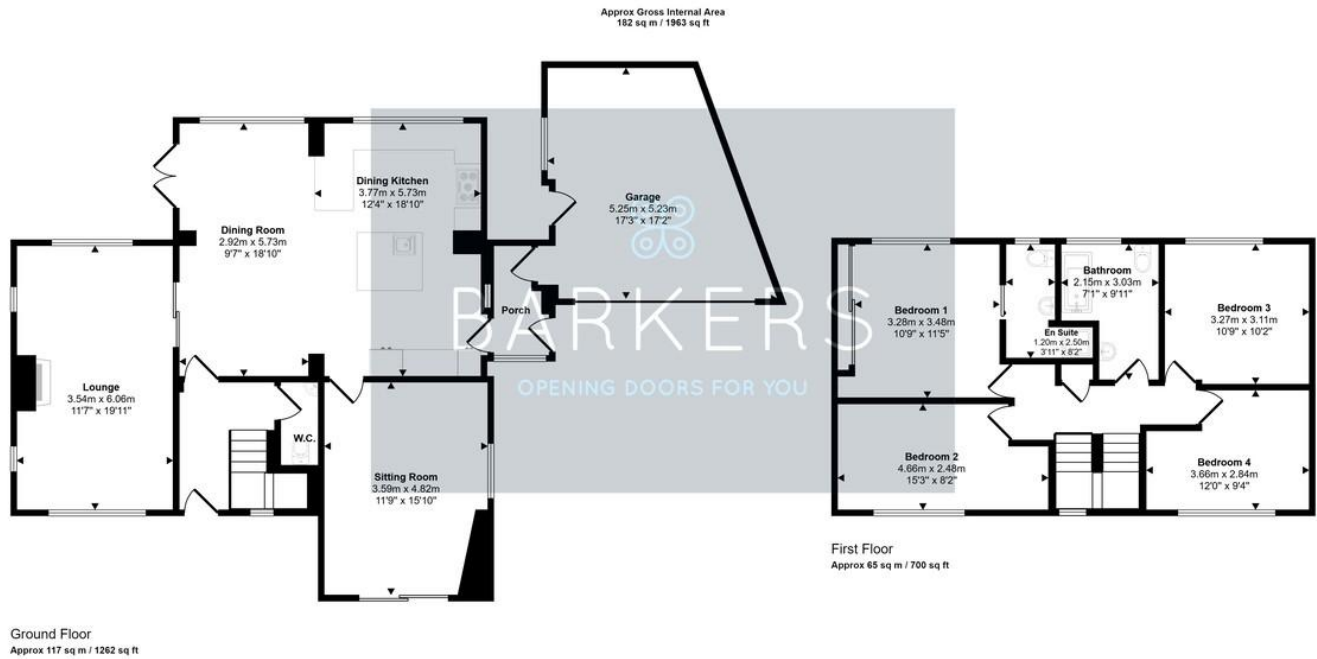 Approx Gross Internal Area
182 sq m / 1963 sq ft
Garage
5.25m x 5.23m
17'3" x 17'2"
Dining Kitchen
3.77m x 5.73m
12'4" x 18'10"
Dining Room
2.92m x 5.73m
9'7" x 18'10"
Porch
Lounge
3.54m x 6.06m
11'7" x 19'11"
W.C.
Sitting Room
3.59m x 4.82m
11'9" x 15'10"
BARKERS
OPENING DOORS FOR YOU
Bedroom 1
3.28m x 3.48m
10'9" x 11'5"
En Suite
1.20m x 2.50m
3'11" x 8'2"
Bathroom
2.15m x 3.03m
7'1" x 9'11"
Bedroom 3
3.27m x 3.11m
10'9" x 10'2"
Bedroom 2
4.66m x 2.48m
15'3" x 8'2"
Bedroom 4
3.66m x 2.84m
12'0" x 9'4"
First Floor
Approx 65 sq m / 700 sq ft
Ground Floor
Approx 117 sq m / 1262 sq ft